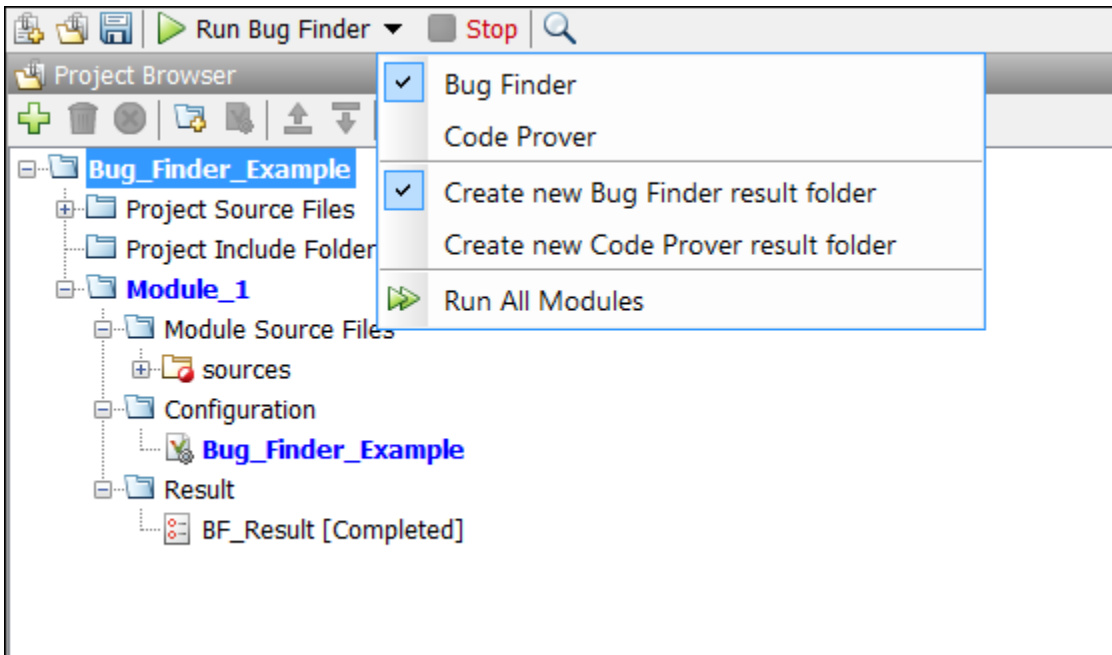 Run Bug Finder Stop
Project Browser
Bug Finder
Code Prover
Create new Bug Finder result folder
Create new Code Prover result folder
Run All Modules
Bug_Finder_Example
Project Source Files
Project Include Folder
Module_1
Module Source Files
sources
Configuration
Bug_Finder_Example
Result
BF_Result [Completed]